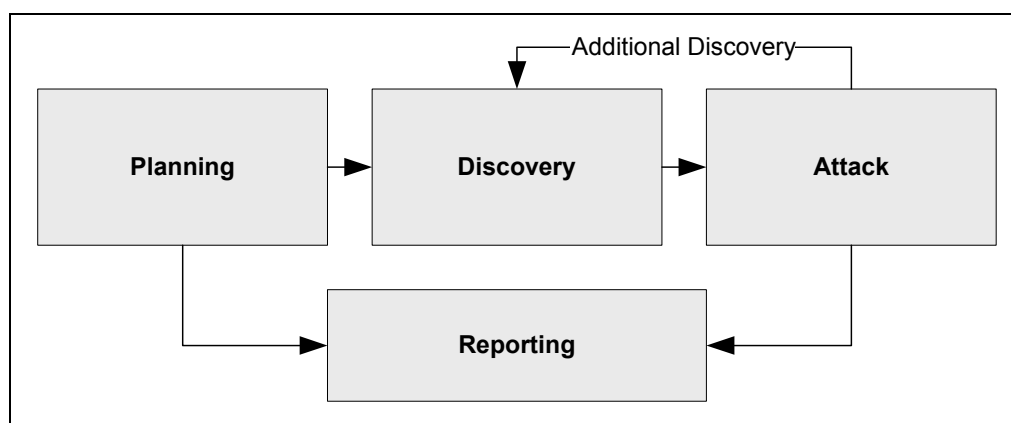 Additional Discovery
Planning
Discovery
Attack
Reporting